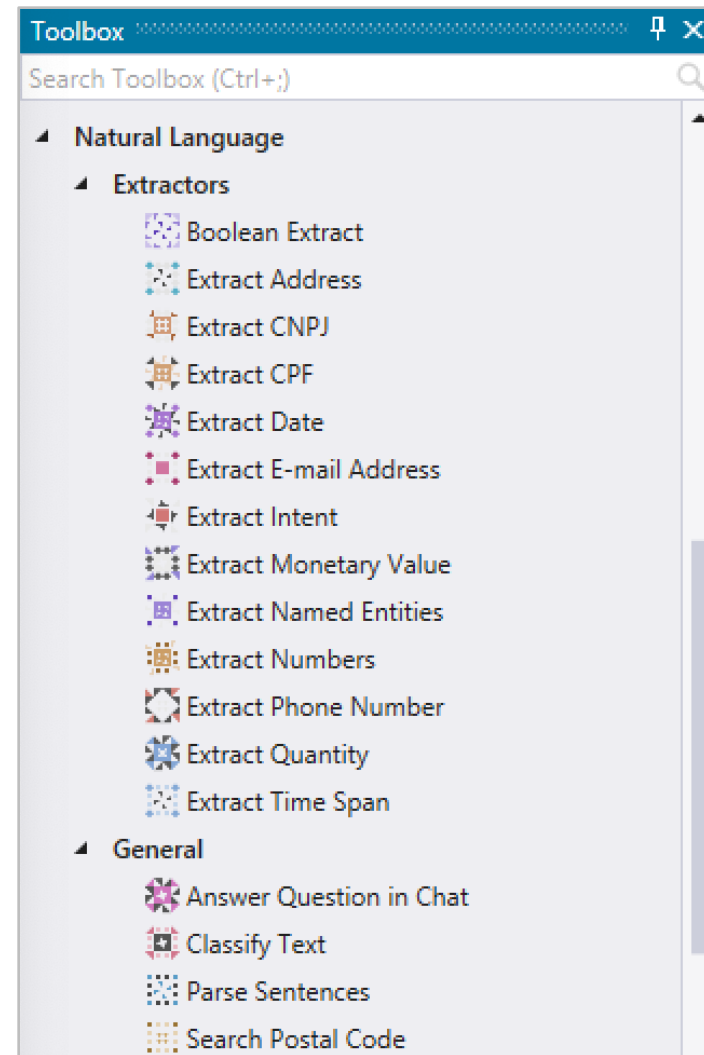 Toolbox
Search Toolbox (Ctrl+;)
Natural Language
Extractors
Boolean Extract
Extract Address
Extract CNPJ
Extract CPF
Extract Date
Extract E-mail Address
Extract Intent
Extract Monetary Value
Extract Named Entities
Extract Numbers
Extract Phone Number
Extract Quantity
Extract Time Span
General
Answer Question in Chat
Classify Text
Parse Sentences
Search Postal Code